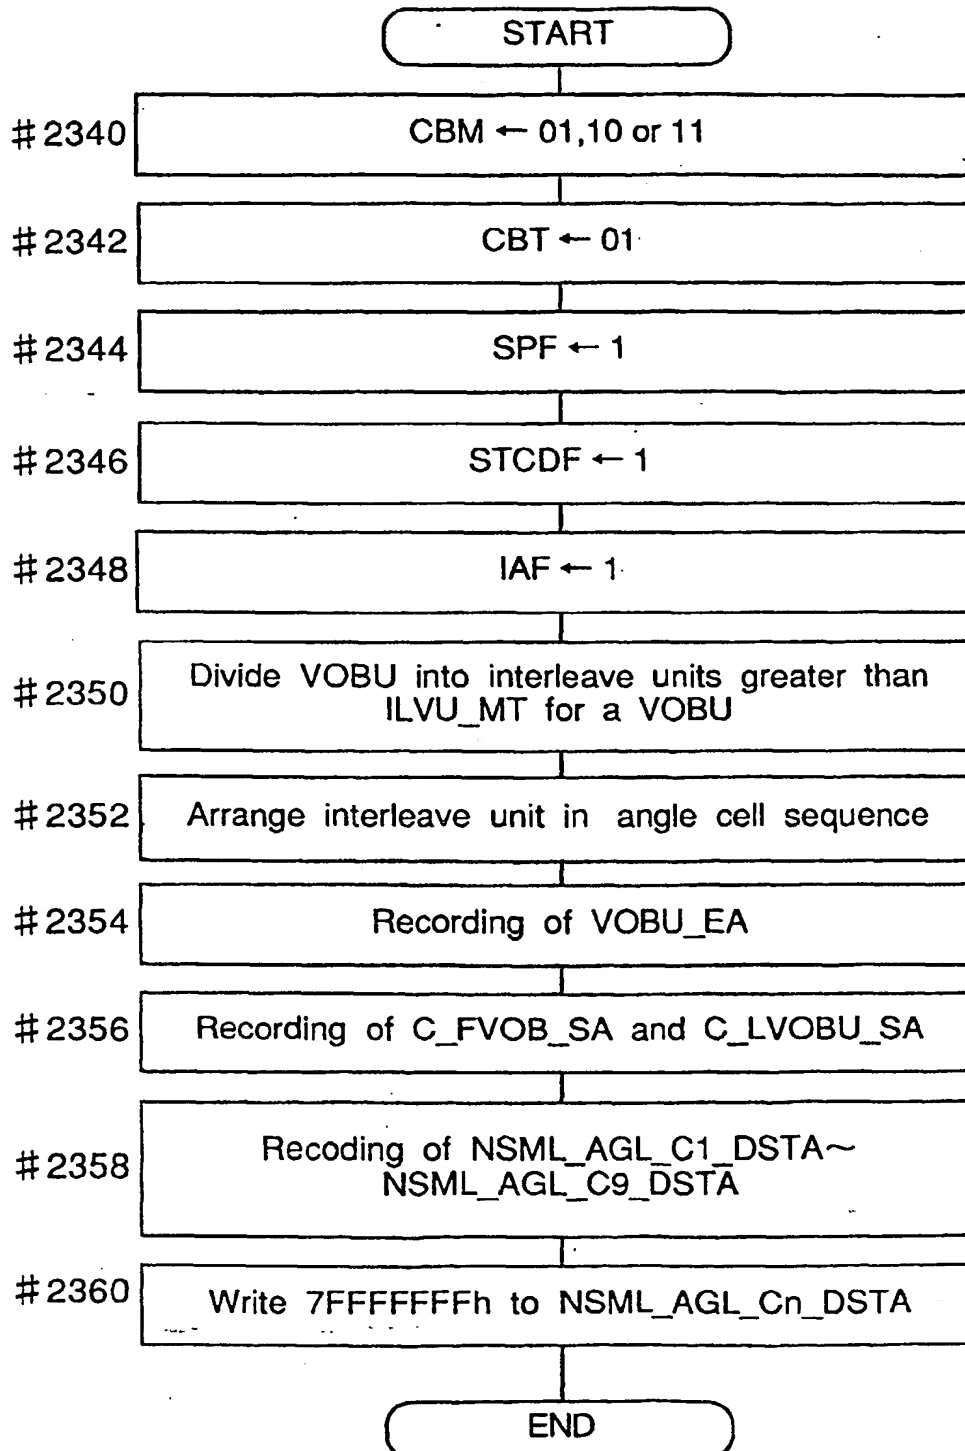 START
#2340
CBM ← 01,10 or 11
#2342
CBT ← 01
#2344
SPF ← 1
#2346
STCDF ← 1
#2348
IAF ← 1
#2350
Divide VOBU into interleave units greater than
ILVU_MT for a VOBU
#2352
Arrange interleave unit in angle cell sequence
#2354
Recording of VOBU_EA
#2356
Recording of C_FVOB_SA and C_LVOBU_SA
#2358
Recoding of NSML_AGL_C1_DSTA~
NSML_AGL_C9_DSTA
#2360
Write 7FFFFFFFh to NSML_AGL_Cn_DSTA
END